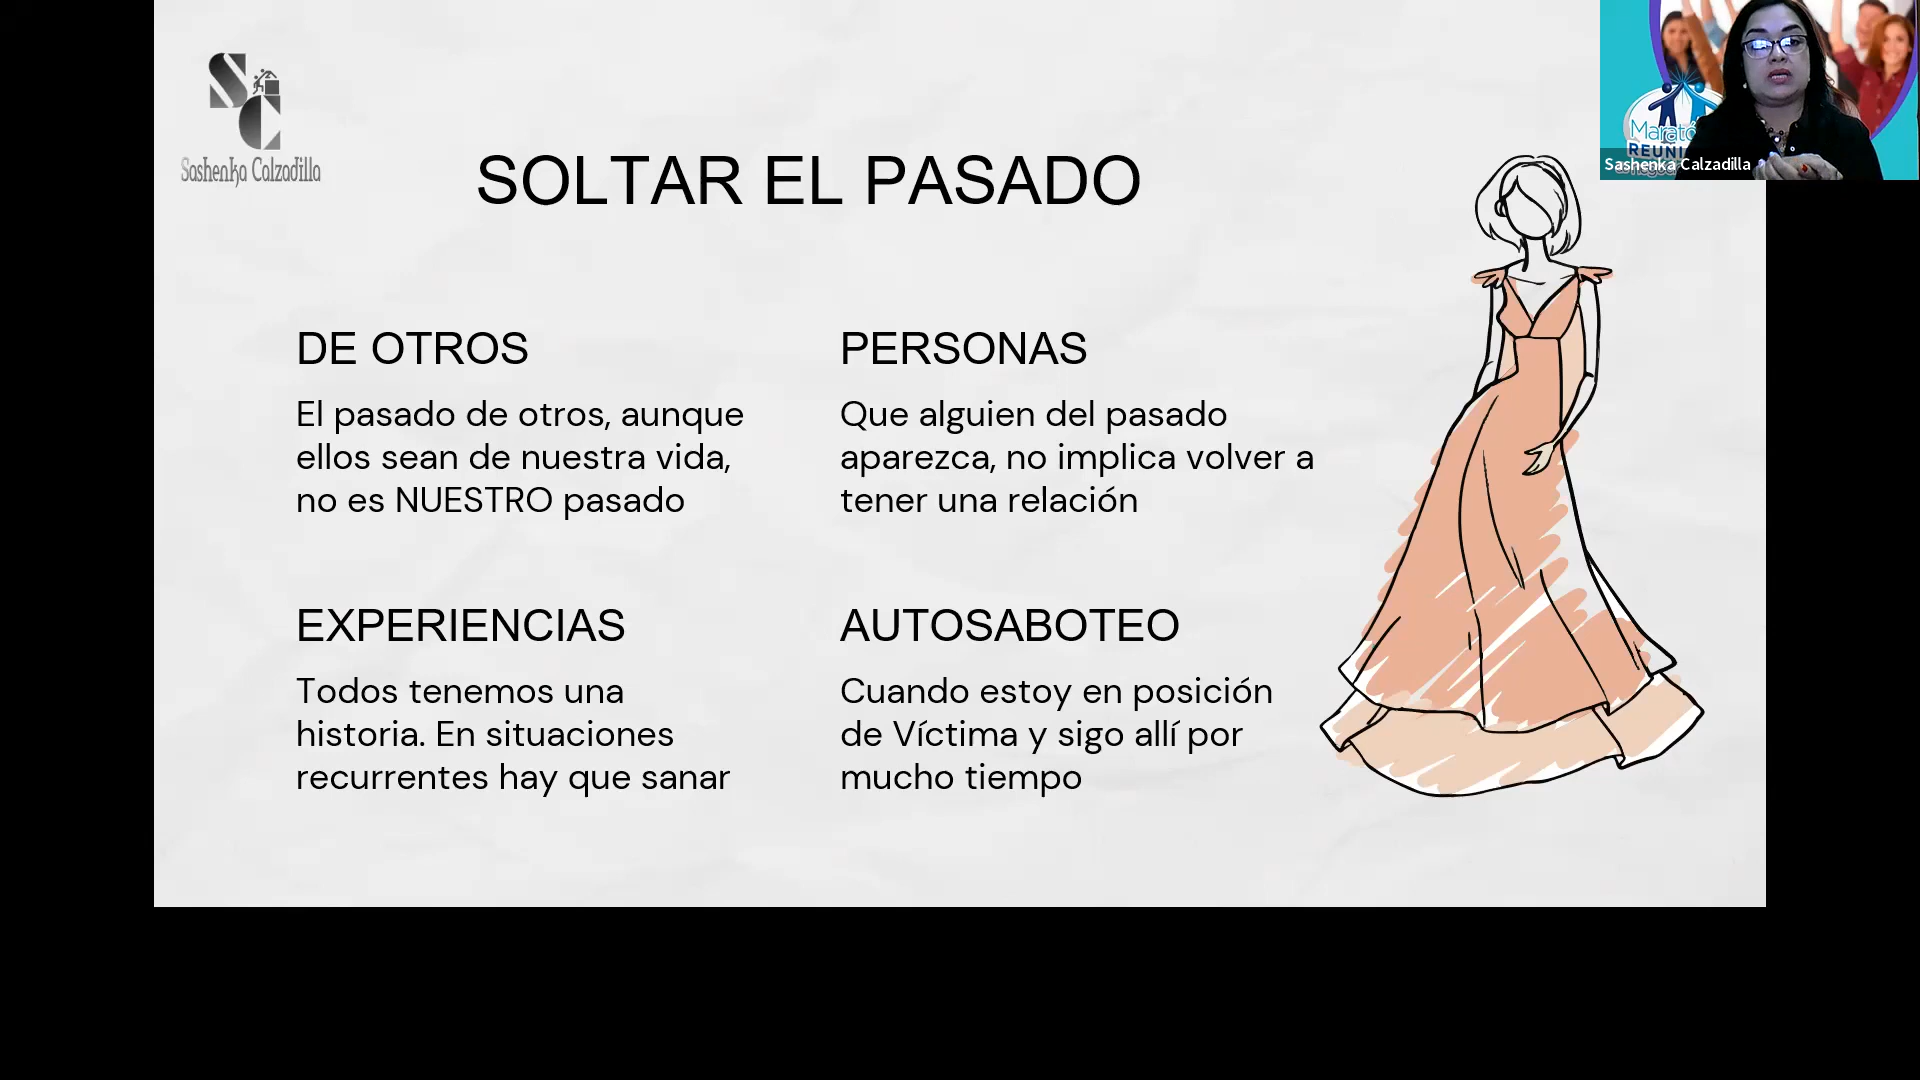 SC
Sashenka Calzadilla
SOLTAR EL PASADO
DE OTROS
El pasado de otros, aunque
ellos sean de nuestra vida,
no es NUESTRO pasado
PERSONAS
Que alguien del pasado
aparezca, no implica volver a
tener una relación
EXPERIENCIAS
Todos tenemos una
historia. En situaciones
recurrentes hay que sanar
AUTOSABOTEO
Cuando estoy en posición
de Víctima y sigo allí por
mucho tiempo
Sashenka Calzadilla